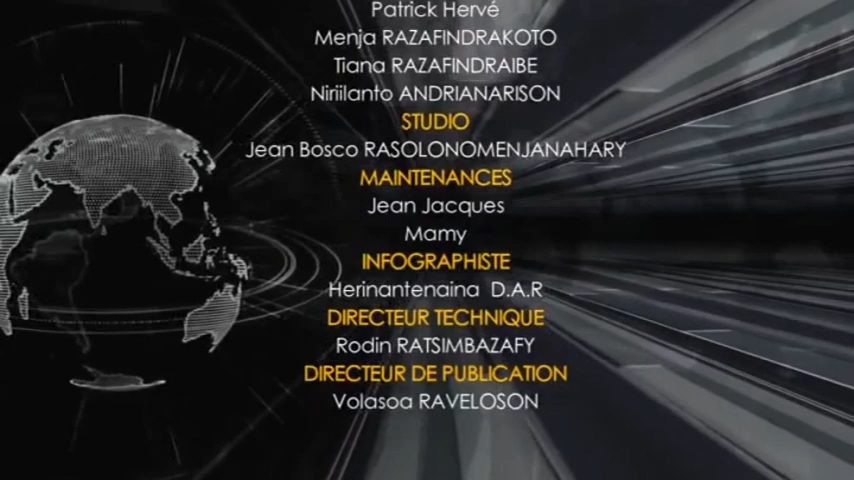 Patrick Hervé
Menja RAZAFINDRAKOTO
Tiana RAZAFINDRAIBE
Niriilanto ANDRIANARISON
STUDIO
Jean Bosco RASOLONOMENJANAHARY
MAINTENANCES
Jean Jacques
Mamy
INFOGRAPHISTE
Herinantenaina D.A.R
DIRECTEUR TECHNIQUE
Rodin RATSIMBAZAFY
DIRECTEUR DE PUBLICATION
Volasoa RAVELOSON